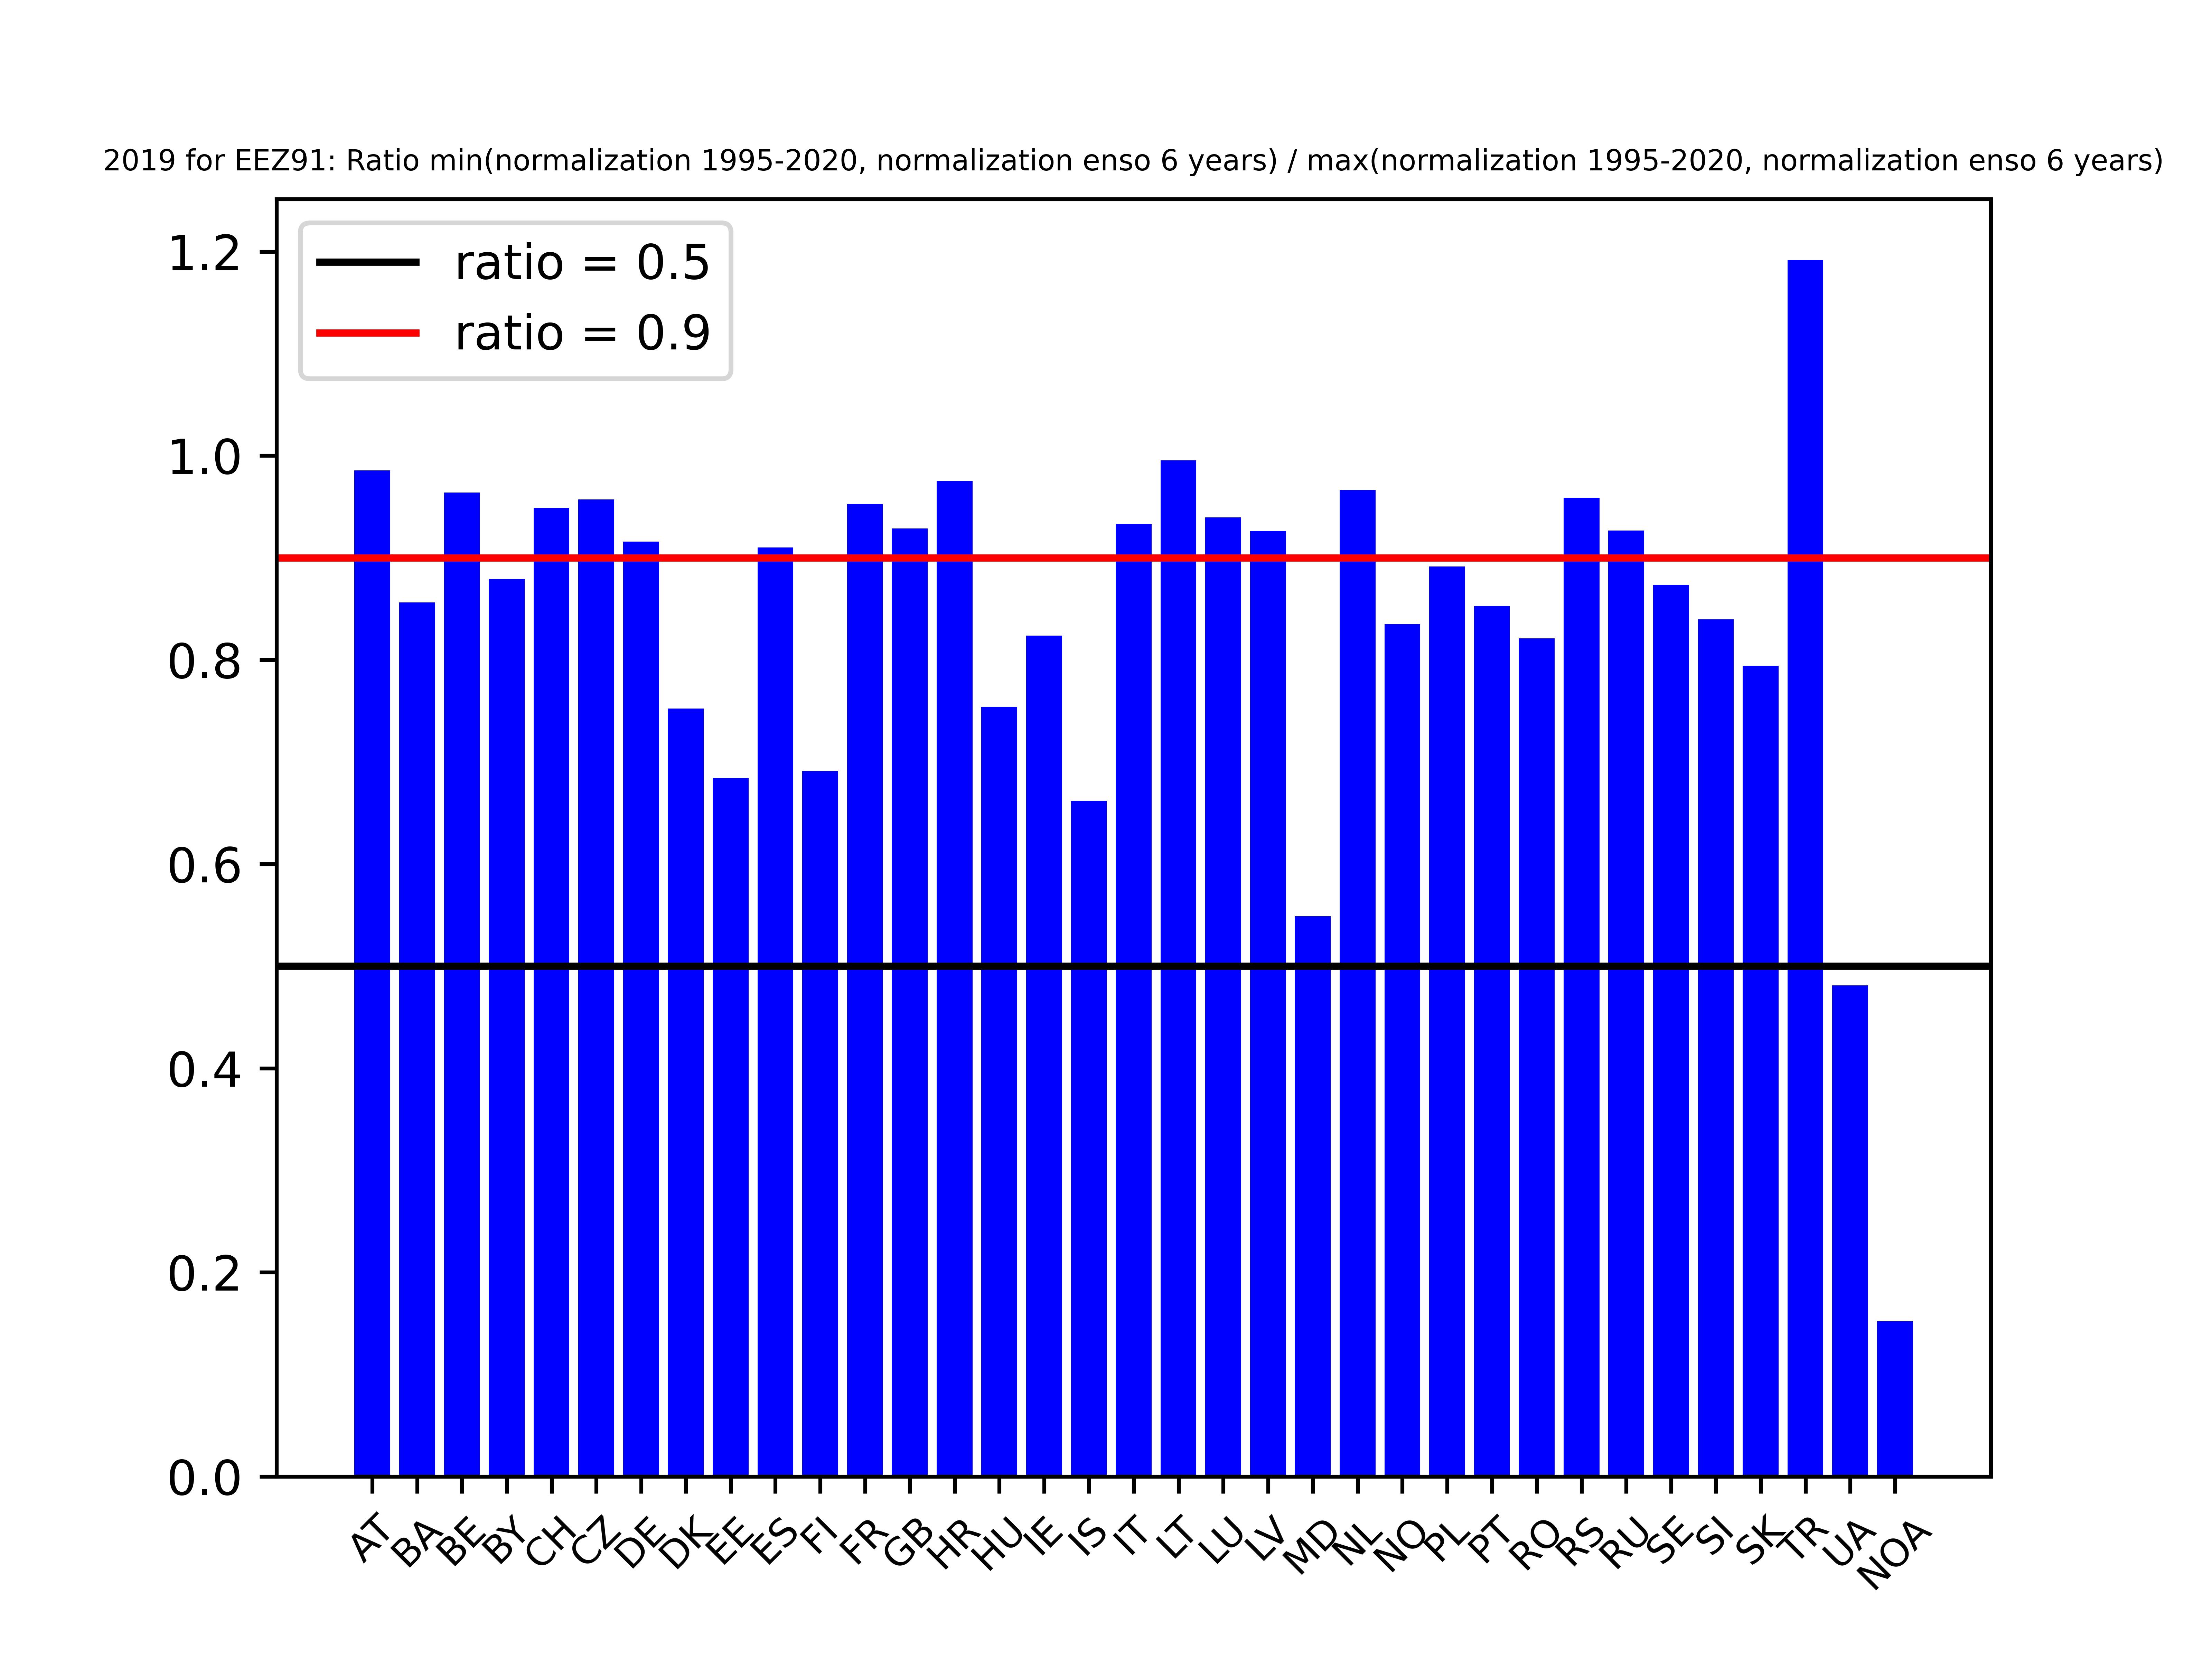 2019 for EEZ91: Ratio min(normalization 1995-2020, normalization enso 6 years) / max(normalization 1995-2020, normalization enso 6 years)
ratio = 0.5
ratio = 0.9
1.2
1.0
0.8
0.6
0.4
0.2
0.0
AT BA BE BY CH CZ DE DK EE ES FI FR GB HR HU IE IS IT LT LU LV MD NL NO PL PT RO RS RU SE SI SK TR UA NOA